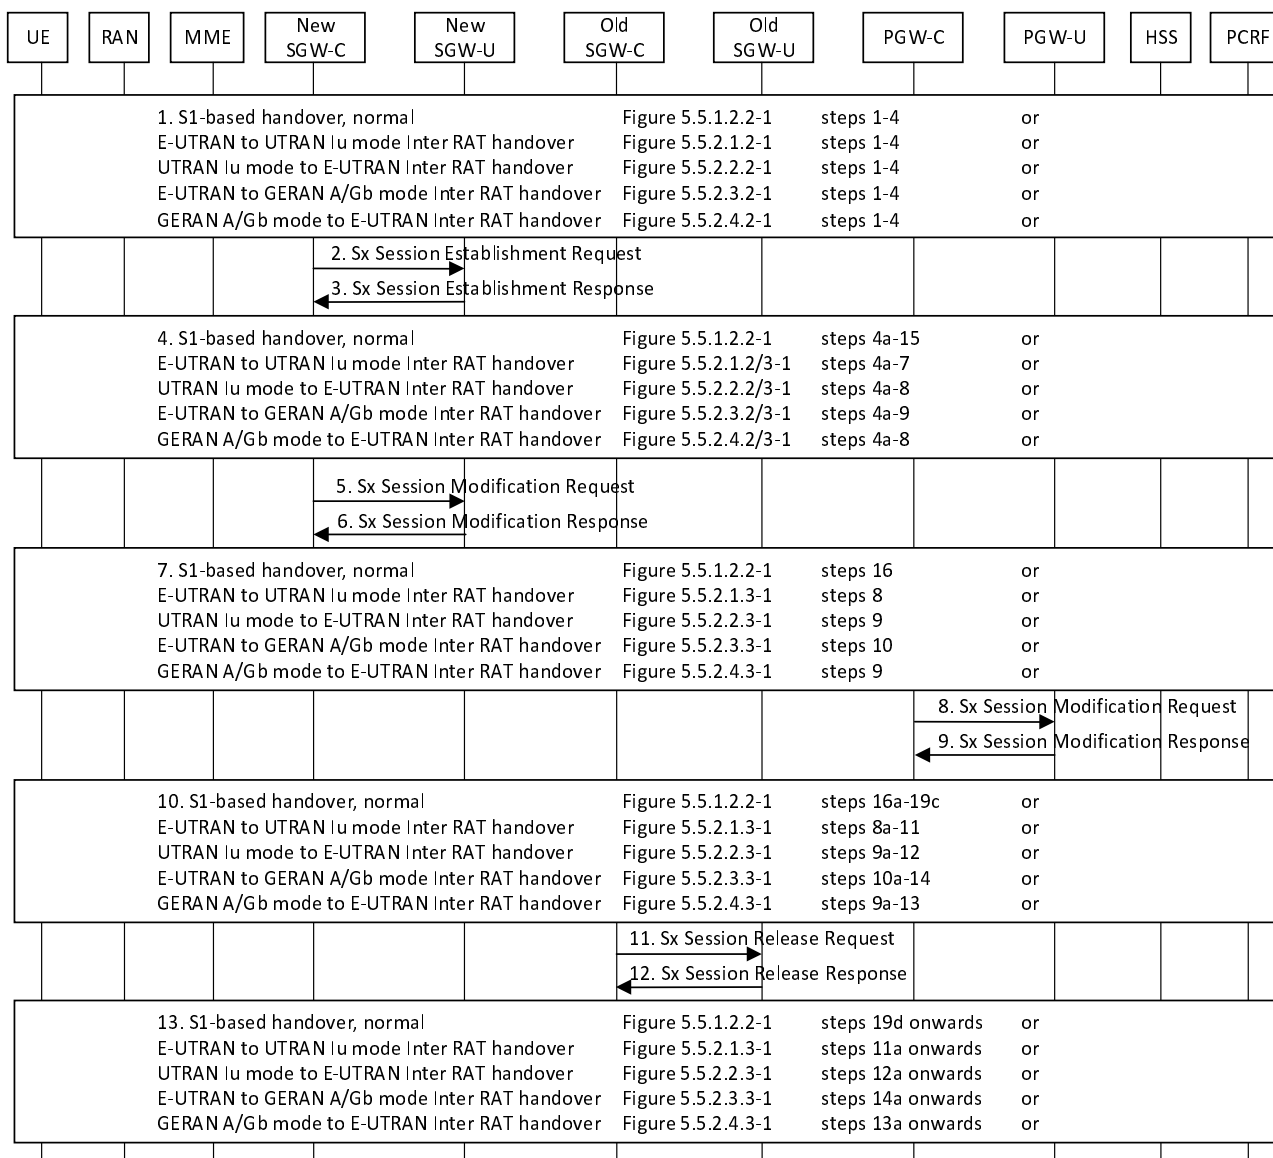 UE RAN MME New SGW-C New SGW-U Old SGW-C Old SGW-U PGW-C PGW-U HSS PCRF
1. S1-based handover, normal Figure 5.5.1.2.2-1 steps 1-4 or
E-UTRAN to UTRAN Iu mode Inter RAT handover Figure 5.5.2.1.2-1 steps 1-4 or
UTRAN Iu mode to E-UTRAN Inter RAT handover Figure 5.5.2.2.2-1 steps 1-4 or
E-UTRAN to GERAN A/Gb mode Inter RAT handover Figure 5.5.2.3.2-1 steps 1-4 or
GERAN A/Gb mode to E-UTRAN Inter RAT handover Figure 5.5.2.4.2-1 steps 1-4 or
2. Sx Session Establishment Request
3. Sx Session Establishment Response
4. S1-based handover, normal Figure 5.5.1.2.2-1 steps 4a-15 or
E-UTRAN to UTRAN Iu mode Inter RAT handover Figure 5.5.2.1.2/3-1 steps 4a-7 or
UTRAN Iu mode to E-UTRAN Inter RAT handover Figure 5.5.2.2.2/3-1 steps 4a-8 or
E-UTRAN to GERAN A/Gb mode Inter RAT handover Figure 5.5.2.3.2/3-1 steps 4a-9 or
GERAN A/Gb mode to E-UTRAN Inter RAT handover Figure 5.5.2.4.2/3-1 steps 4a-8 or
5. Sx Session Modification Request
6. Sx Session Modification Response
7. S1-based handover, normal Figure 5.5.1.2.2-1 steps 16 or
E-UTRAN to UTRAN Iu mode Inter RAT handover Figure 5.5.2.1.3-1 steps 8 or
UTRAN Iu mode to E-UTRAN Inter RAT handover Figure 5.5.2.2.3-1 steps 9 or
E-UTRAN to GERAN A/Gb mode Inter RAT handover Figure 5.5.2.3.3-1 steps 10 or
GERAN A/Gb mode to E-UTRAN Inter RAT handover Figure 5.5.2.4.3-1 steps 9 or
8. Sx Session Modification Request
9. Sx Session Modification Response
10. S1-based handover, normal Figure 5.5.1.2.2-1 steps 16a-19c or
E-UTRAN to UTRAN Iu mode Inter RAT handover Figure 5.5.2.1.3-1 steps 8a-11 or
UTRAN Iu mode to E-UTRAN Inter RAT handover Figure 5.5.2.2.3-1 steps 9a-12 or
E-UTRAN to GERAN A/Gb mode Inter RAT handover Figure 5.5.2.3.3-1 steps 10a-14 or
GERAN A/Gb mode to E-UTRAN Inter RAT handover Figure 5.5.2.4.3-1 steps 9a-13 or
11. Sx Session Release Request
12. Sx Session Release Response
13. S1-based handover, normal Figure 5.5.1.2.2-1 steps 19d onwards or
E-UTRAN to UTRAN Iu mode Inter RAT handover Figure 5.5.2.1.3-1 steps 11a onwards or
UTRAN Iu mode to E-UTRAN Inter RAT handover Figure 5.5.2.2.3-1 steps 12a onwards or
E-UTRAN to GERAN A/Gb mode Inter RAT handover Figure 5.5.2.3.3-1 steps 14a onwards or
GERAN A/Gb mode to E-UTRAN Inter RAT handover Figure 5.5.2.4.3-1 steps 13a onwards or